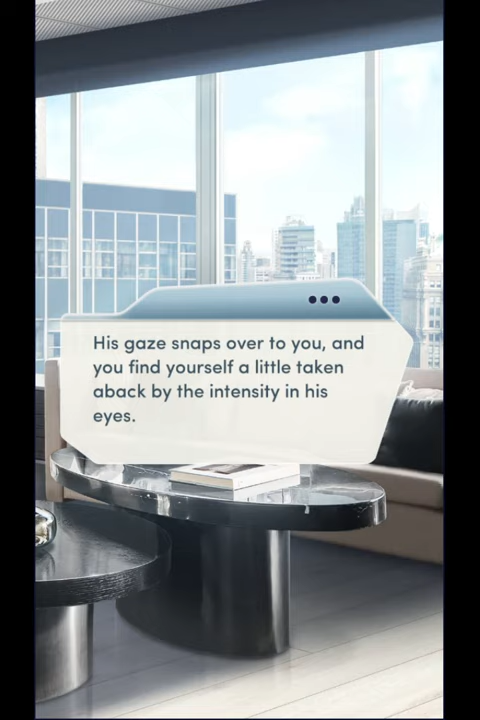 His gaze snaps over to you, and
you find yourself a little taken
aback by the intensity in his
eyes.